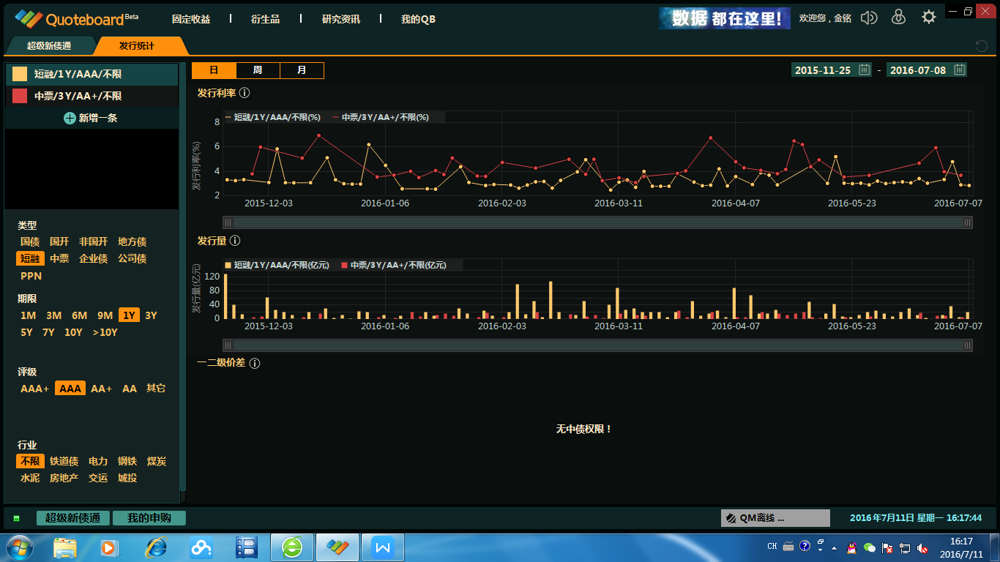 Quoteboard Beta 固定收益 衍生品 研究资讯 我的QB 数据 都在这里! 欢迎您，金铭
超级新债通 发行统计
短融/1Y/AAA/不限
中票/3Y/AA+/不限
新增一条
类型
国债 国开 非国开 地方债
短融 中票 企业债 公司债
PPN
期限
1M 3M 6M 9M 1Y 3Y
5Y 7Y 10Y >10Y
评级
AAA+ AAA AA+ AA 其它
行业
不限 铁道债 电力 钢铁 煤炭
水泥 房地产 交运 城投
日 周 月 2015-11-25 - 2016-07-08
发行利率
短融/1Y/AAA/不限(%) 中票/3Y/AA+/不限(%)
发行利率(%)
8
6
4
2
2015-12-03 2016-01-06 2016-02-03 2016-03-11 2016-04-07 2016-05-23 2016-07-07
发行量
短融/1Y/AAA/不限(亿元) 中票/3Y/AA+/不限(亿元)
发行量(亿元)
120
80
40
0
2015-12-03 2016-01-06 2016-02-03 2016-03-11 2016-04-07 2016-05-23 2016-07-07
一二级价差
无中债权限！
超级新债通 我的申购 QM离线 ... 2016年7月11日 星期一 16:17:44
CH 16:17
2016/7/11